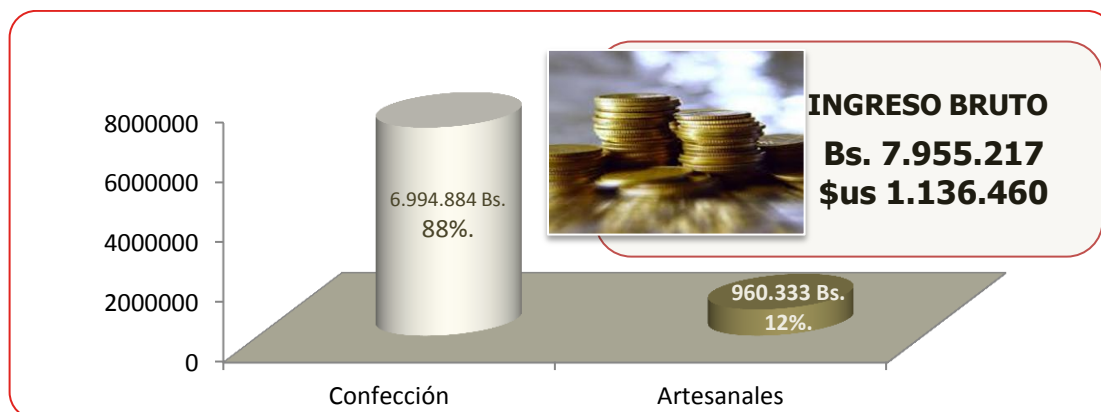 INGRESO BRUTO
Bs. 7.955.217
$us 1.136.460
8000000
6000000
4000000
2000000
0
6.994.884 Bs.
88%.
960.333 Bs.
12%.
Confección
Artesanales